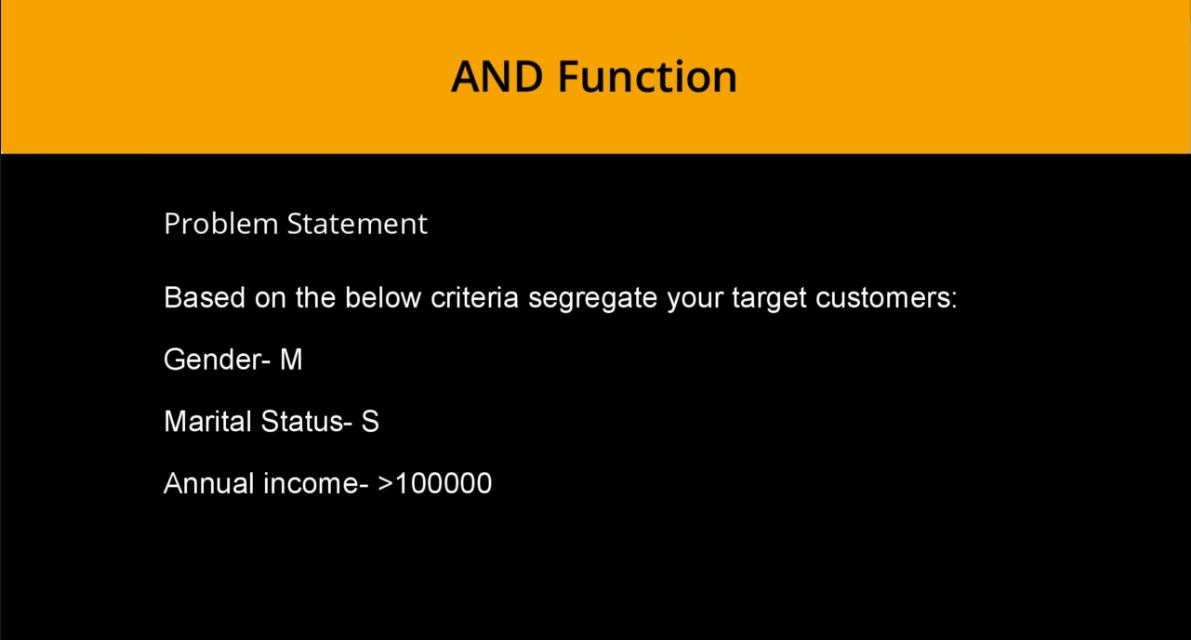 AND Function
Problem Statement
Based on the below criteria segregate your target customers:
Gender- M
Marital Status- S
Annual income- >100000